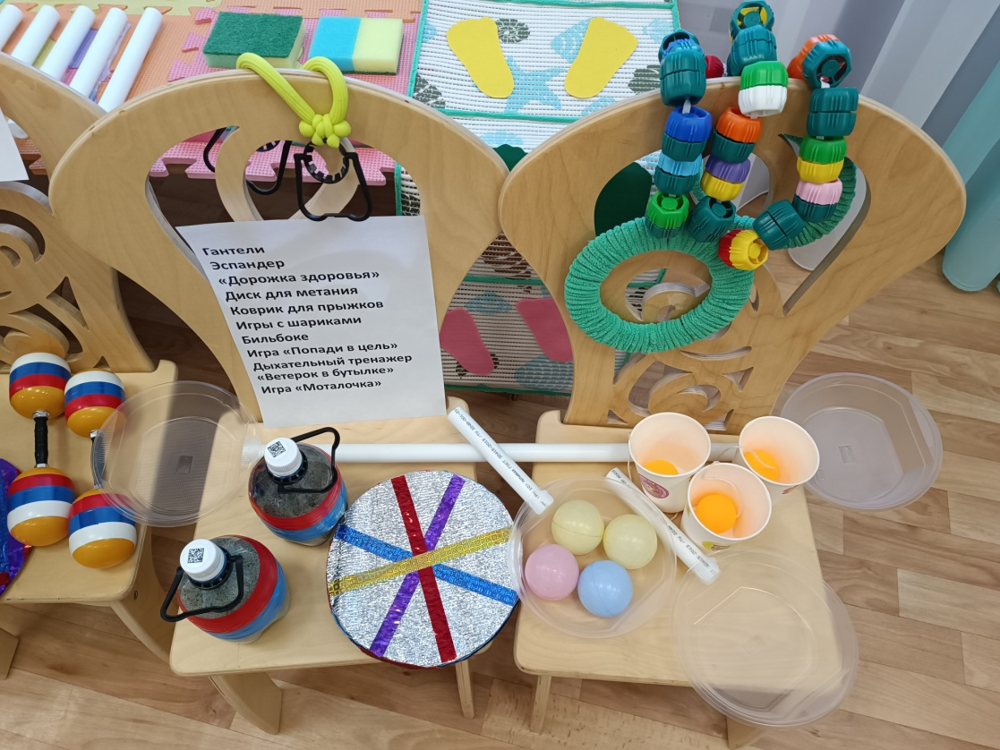 Гантели
Эспандер
«Дорожка здоровья»
Диск для метания
Коврик для прыжков
Игры с шариками
Бильбоке
Игра «Попади в цель»
Дыхательный тренажер
«Ветерок в бутылке»
Игра «Моталочка»